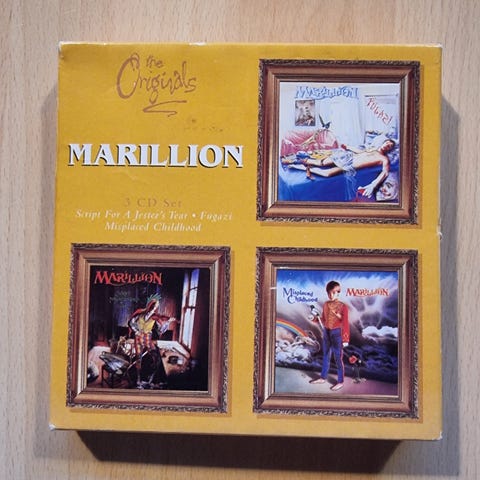 the
Originals
MARILLION
3 CD Set
Script For A Jester's Tear • Fugazi
Misplaced Childhood
MARILLION
FUGAZI
MARILLION
Misplaced
Childhood
MARILLION